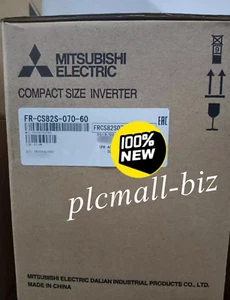 MITSUBISHI
ELECTRIC
COMPACT SIZE INVERTER
FR-CS82S-070-60
100%
NEW
plcmall-biz
MITSUBISHI ELECTRIC DALIAN INDUSTRIAL PRODUCTS CO., LTD.
MADE IN CHINA